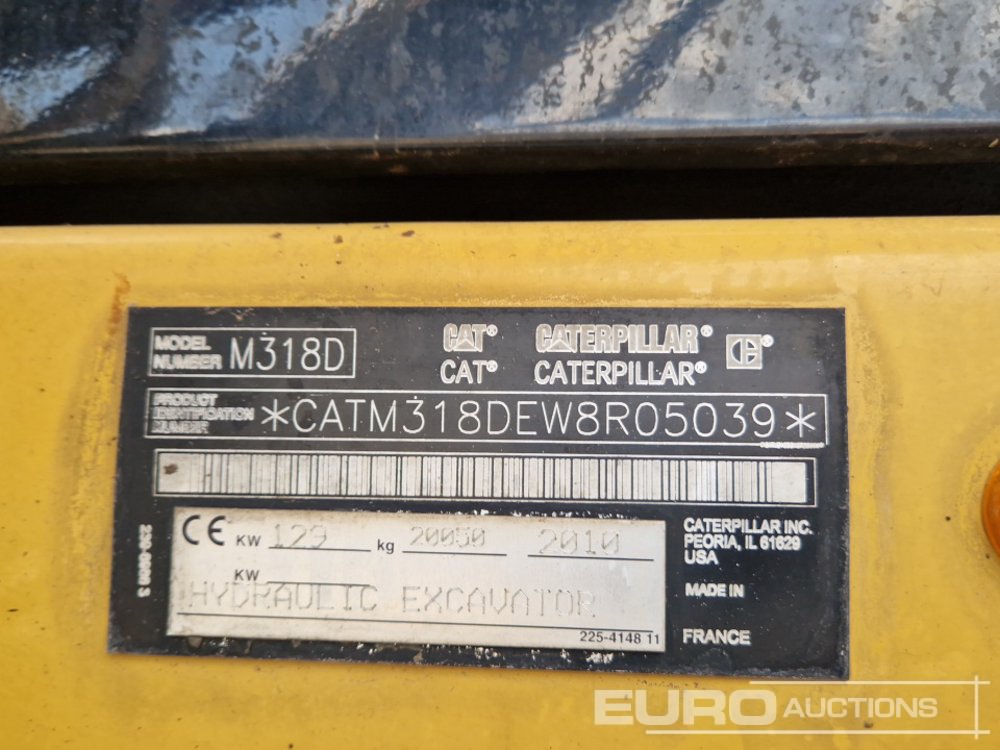 MODEL NUMBER M318D
CAT® CATERPILLAR®
CAT® CATERPILLAR®
PRODUCT IDENTIFICATION NUMBER *CATM318DEW8R05039*
CE KW 129 kg 20050 2010
KW
HYDRAULIC EXCAVATOR
225-4148 11
CATERPILLAR INC.
PEORIA, IL 61629
USA
MADE IN
FRANCE
EURO AUCTIONS